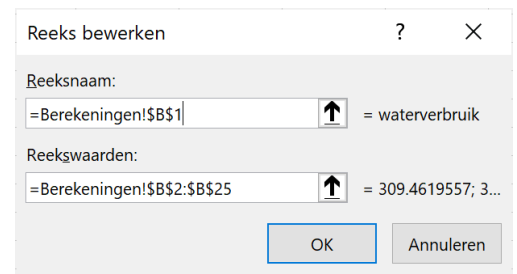 Reeks bewerken ? ×
Reeksnaam:
=Berekeningen!$B$1 = waterverbruik
Reekswaarden:
=Berekeningen!$B$2:$B$25 = 309.4619557; 3...
OK Annuleren